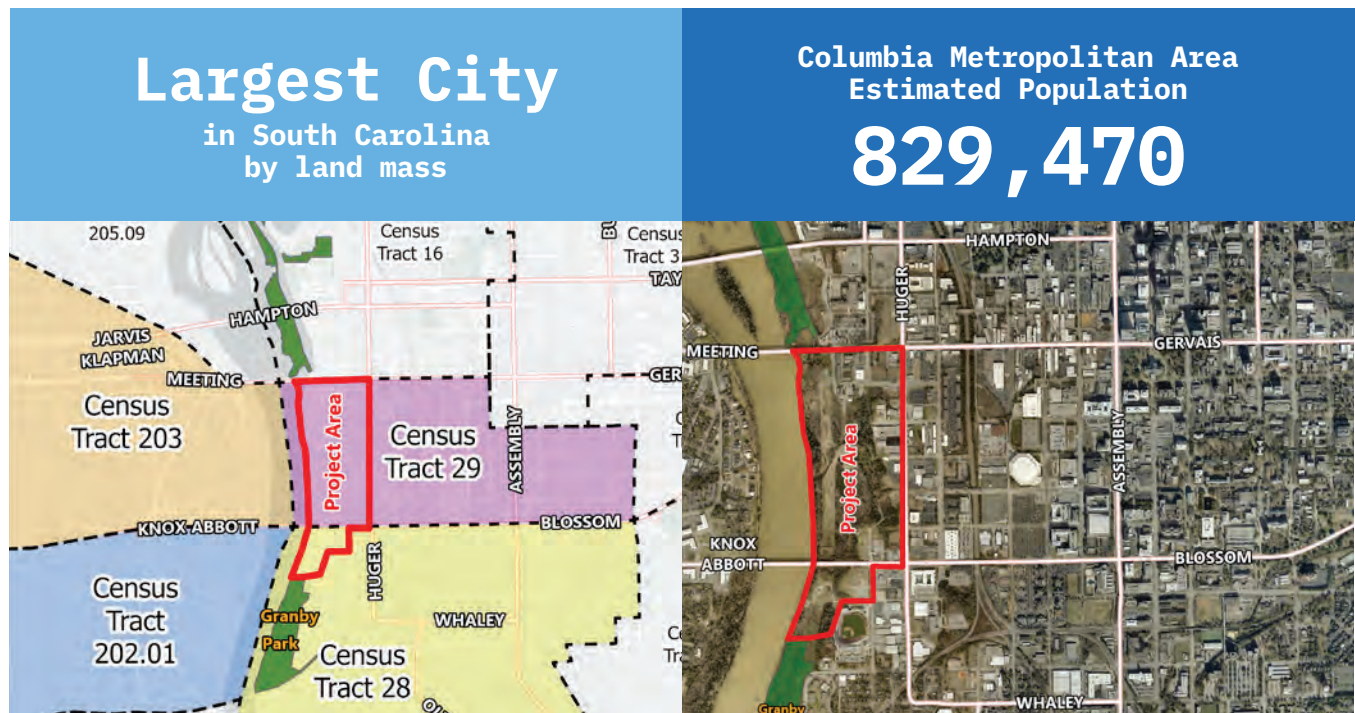 Largest City
in South Carolina
by land mass
Columbia Metropolitan Area
Estimated Population
829,470
205.09
Census
Tract 16
Census
Tract 3
TAY
HAMPTON
JARVIS
KLAPMAN
MEETING
GER
Census
Tract 203
Project Area
Census
Tract 29
ASSEMBLY
KNOX ABBOTT
BLOSSOM
HUGER
Census
Tract
202.01
Granby
Park
WHALEY
Census
Tract 28
HAMPTON
HUGER
MEETING
GERVAIS
Project Area
ASSEMBLY
KNOX
ABBOTT
BLOSSOM
WHALEY
Granby